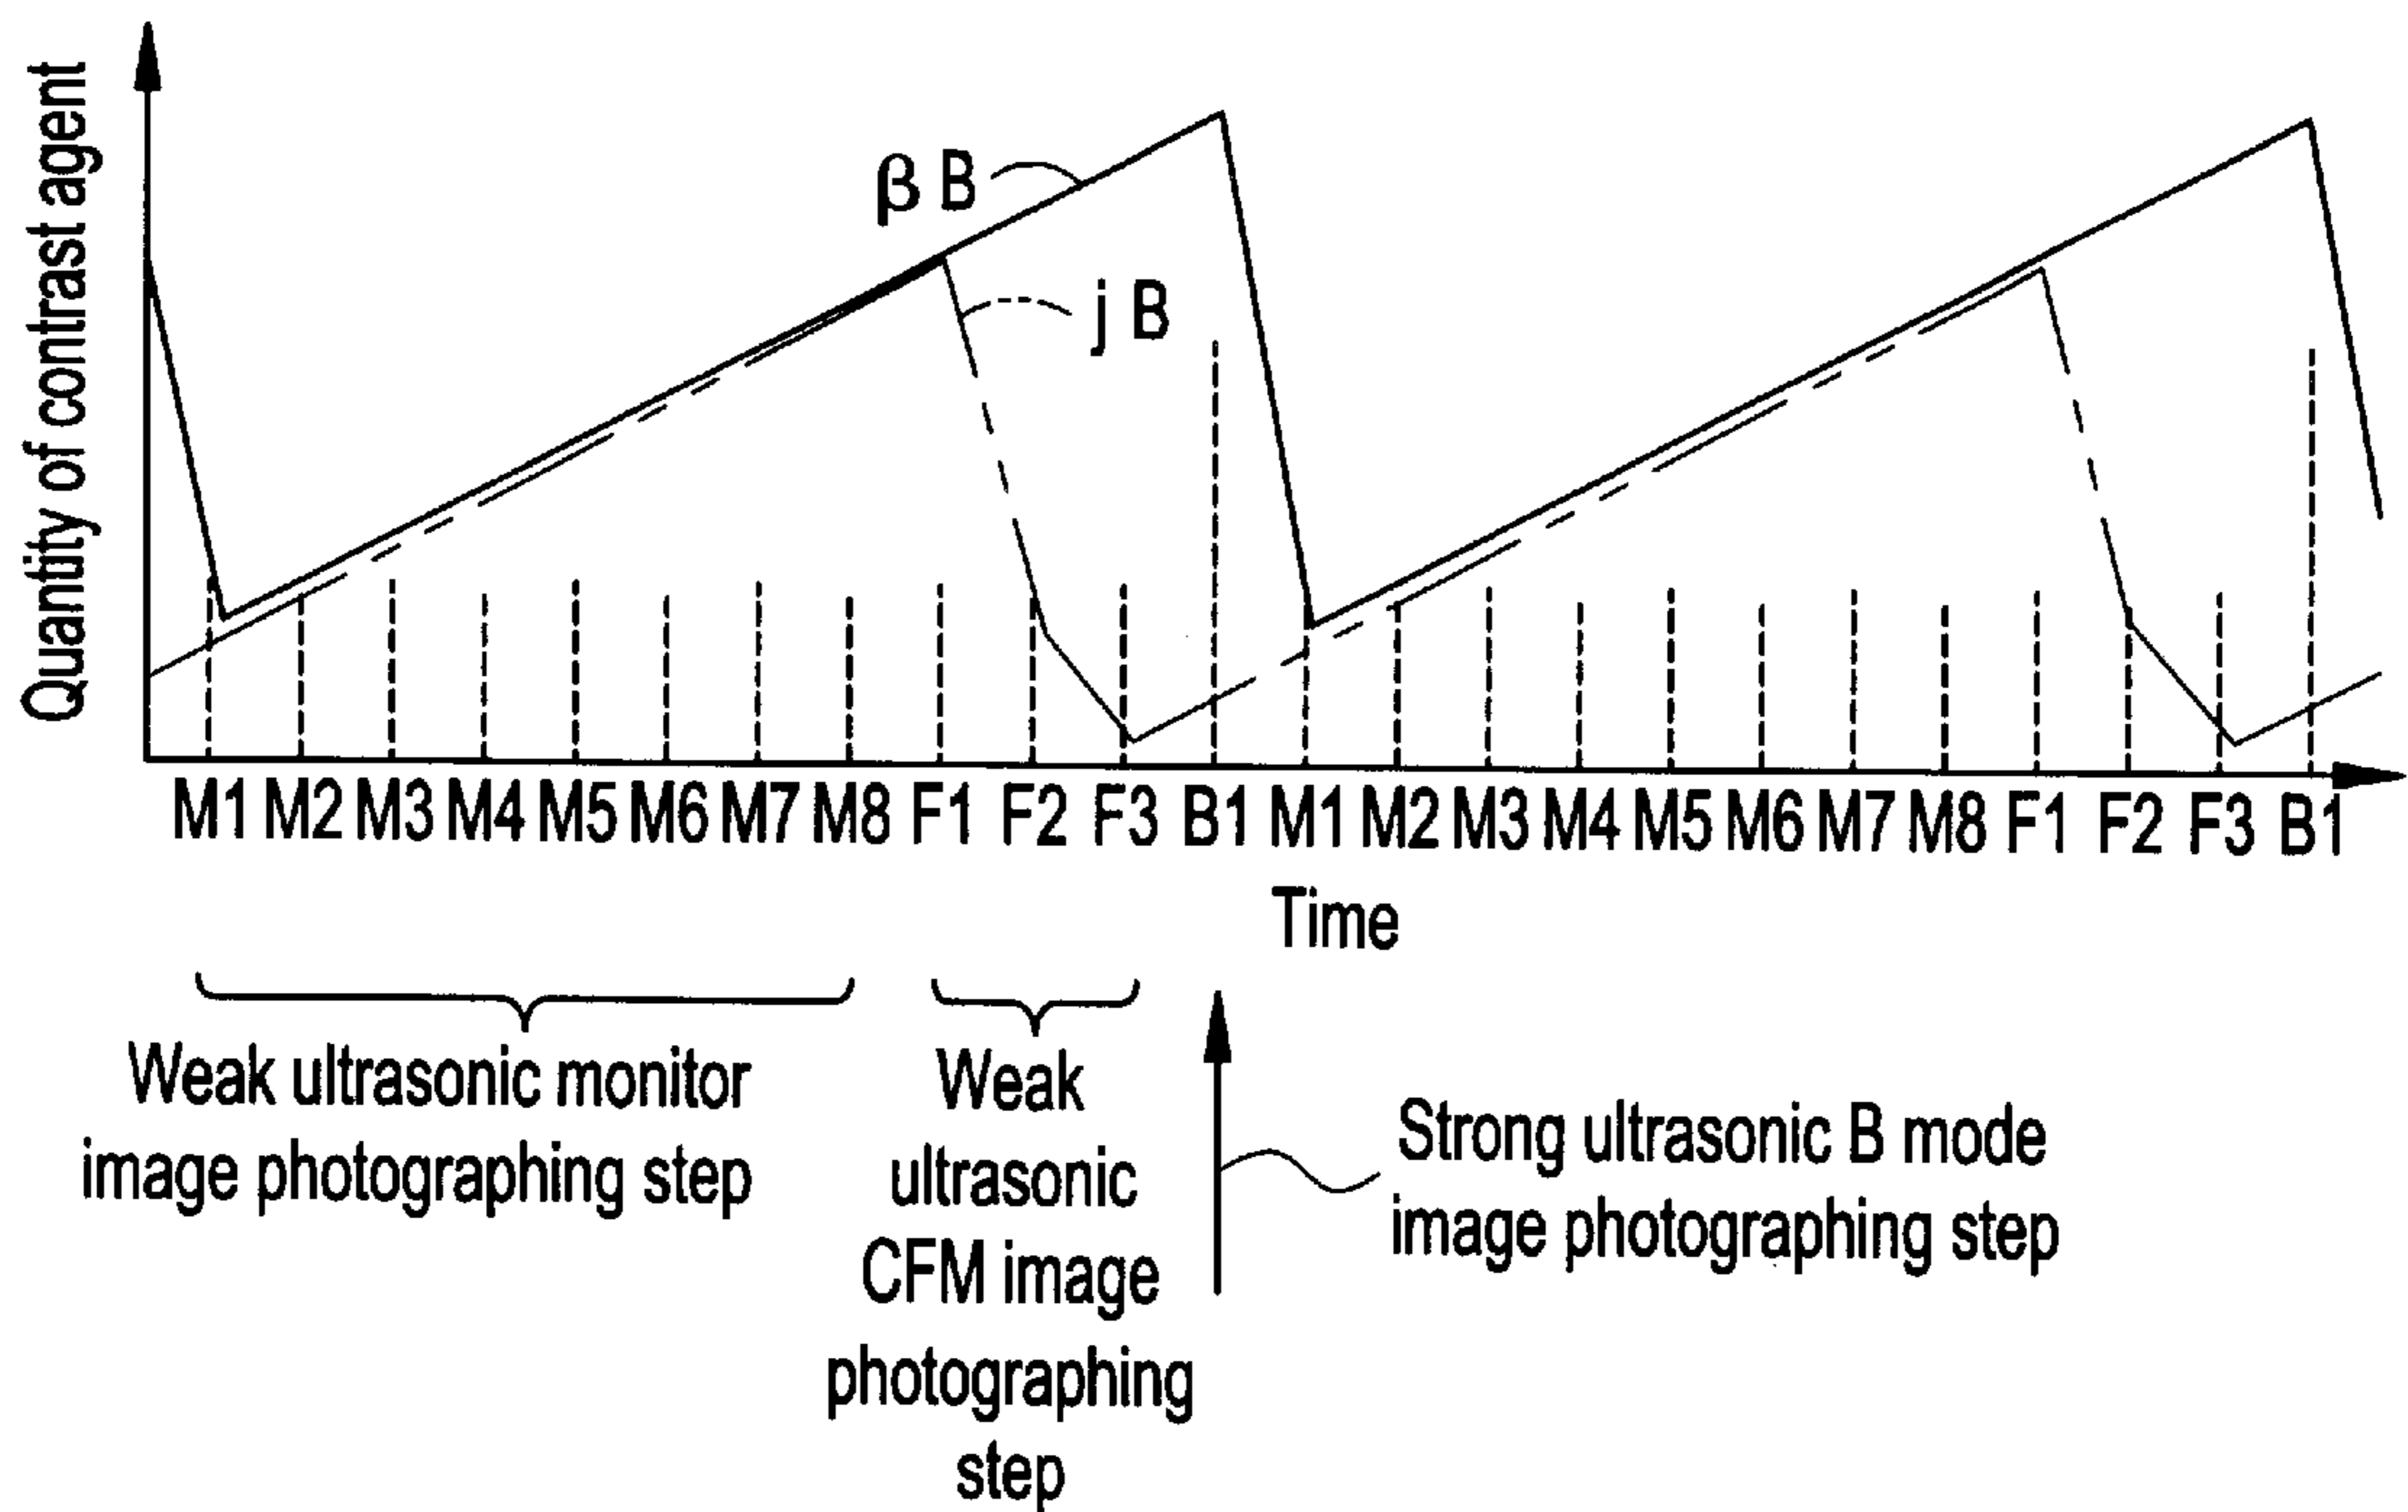 Quantity of contrast agent
β B
j B
M1 M2 M3 M4 M5 M6 M7 M8 F1 F2 F3 B1 M1 M2 M3 M4 M5 M6 M7 M8 F1 F2 F3 B1
Time
Weak ultrasonic monitor
image photographing step
Weak
ultrasonic
CFM image
photographing
step
Strong ultrasonic B mode
image photographing step